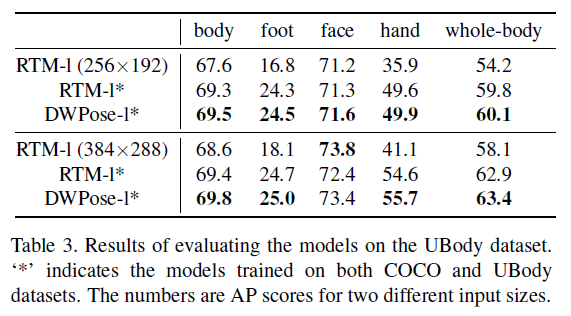 body foot face hand whole-body
RTM-l (256×192) 67.6 16.8 71.2 35.9 54.2
RTM-l* 69.3 24.3 71.3 49.6 59.8
DWPose-l* 69.5 24.5 71.6 49.9 60.1
RTM-l (384×288) 68.6 18.1 73.8 41.1 58.1
RTM-l* 69.4 24.7 72.4 54.6 62.9
DWPose-l* 69.8 25.0 73.4 55.7 63.4
Table 3. Results of evaluating the models on the UBody dataset.
‘*’ indicates the models trained on both COCO and UBody
datasets. The numbers are AP scores for two different input sizes.